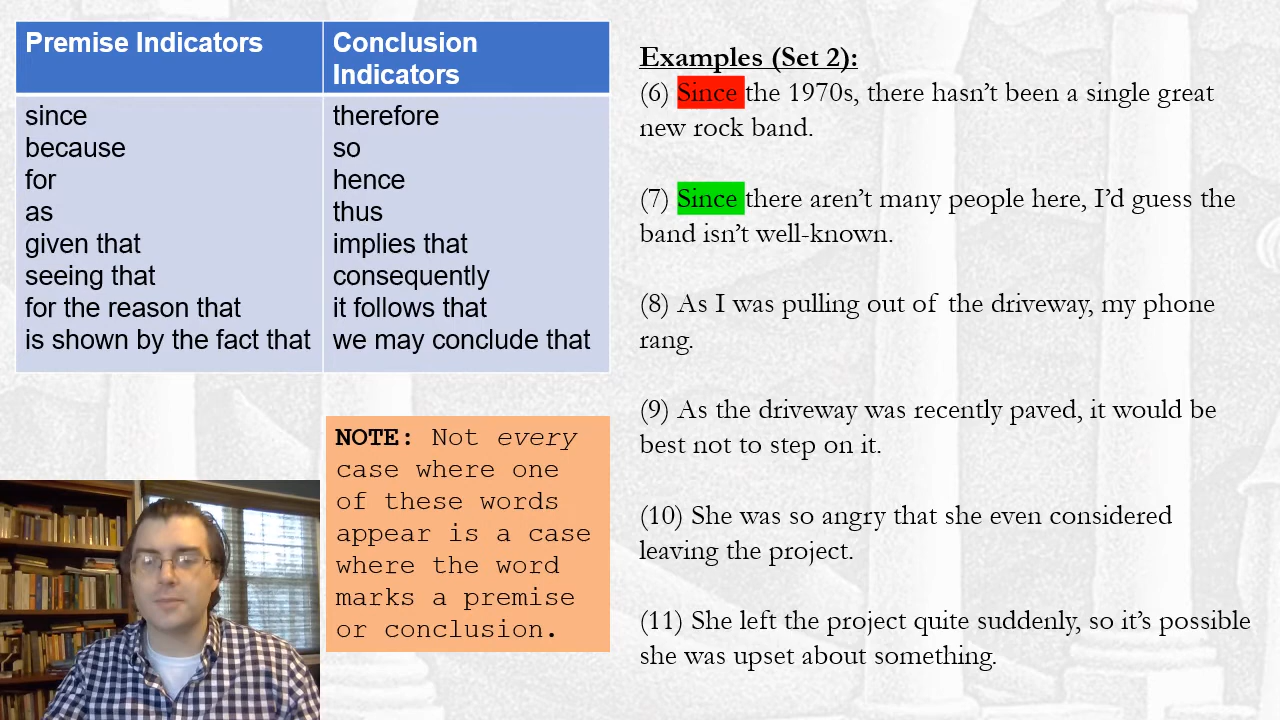 Premise Indicators
Conclusion
Indicators
since
because
for
as
given that
seeing that
for the reason that
is shown by the fact that
therefore
so
hence
thus
implies that
consequently
it follows that
we may conclude that
NOTE: Not every
case where one
of these words
appear is a case
where the word
marks a premise
or conclusion.
Examples (Set 2):
(6) Since the 1970s, there hasn’t been a single great
new rock band.
(7) Since there aren’t many people here, I’d guess the
band isn’t well-known.
(8) As I was pulling out of the driveway, my phone
rang.
(9) As the driveway was recently paved, it would be
best not to step on it.
(10) She was so angry that she even considered
leaving the project.
(11) She left the project quite suddenly, so it’s possible
she was upset about something.